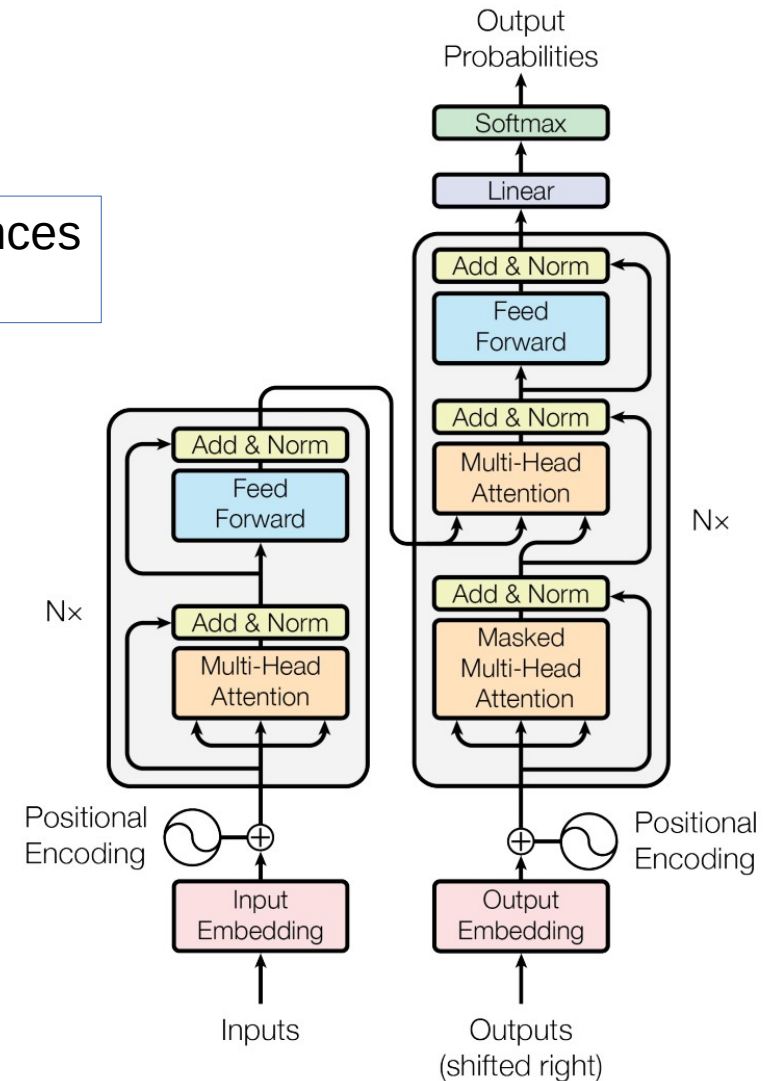 Output
Probabilities
Softmax
Linear
Add & Norm
Feed
Forward
Add & Norm
Multi-Head
Attention
Nx
Add & Norm
Masked
Multi-Head
Attention
Positional
Encoding
Output
Embedding
Outputs
(shifted right)
Add & Norm
Feed
Forward
Nx
Add & Norm
Multi-Head
Attention
Positional
Encoding
Input
Embedding
Inputs